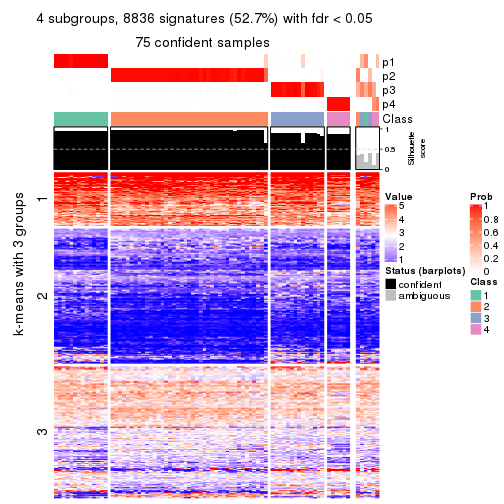 4 subgroups, 8836 signatures (52.7%) with fdr < 0.05
75 confident samples
p1
p2
p3
p4
Class
1
0.5
0
Silhouette
score
k-means with 3 groups
1
2
3
Value
5
4
3
2
1
Status (barplots)
confident
ambiguous
Prob
1
0.8
0.6
0.4
0.2
0
Class
1
2
3
4